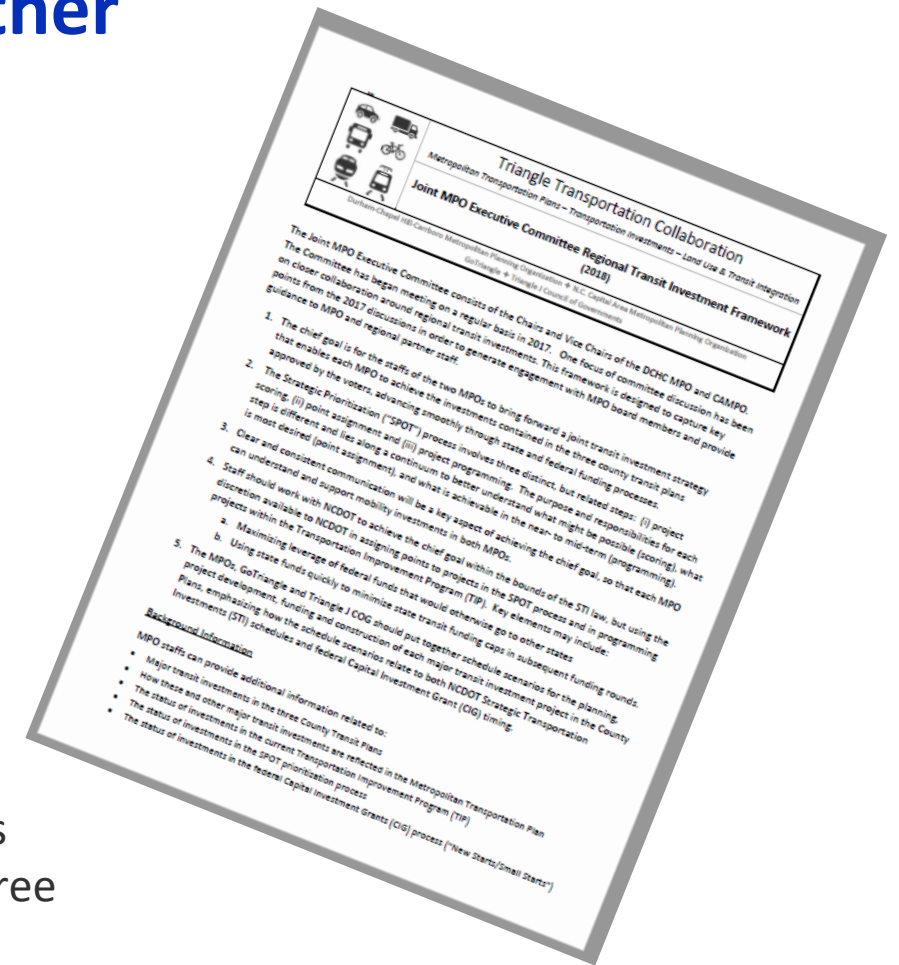 ther
Triangle Transportation Collaboration
Metropolitan Transportation Plans – Transportation Investments – Land Use & Transit Integration
Joint MPO Executive Committee Regional Transit Investment Framework
(2018)
Durham-Chapel Hill-Carrboro Metropolitan Planning Organization + N.C. Capital Area Metropolitan Planning Organization
GoTriangle + Triangle J Council of Governments
The Joint MPO Executive Committee consists of the Chairs and Vice Chairs of the DCHC MPO and CAMPO.
The Committee has began meeting on a regular basis in 2017. One focus of committee discussion has been
on closer collaboration around regional transit investments. This framework is designed to capture key
points from the 2017 discussions in order to generate engagement with MPO board members and provide
guidance to MPO and regional partner staff.
1. The chief goal is for the staffs of the two MPOs to bring forward a joint transit investment strategy
that enables each MPO to achieve the investments contained in the three county transit plans
approved by the voters, advancing smoothly through state and federal funding processes.
2. The Strategic Prioritization ("SPOT") process involves three distinct, but related steps: (i) project
scoring, (ii) point assignment and (iii) project programming. The purpose and responsibilities for each
step is different and lies along a continuum to better understand what might be possible (scoring), what
is most desired (point assignment), and what is achievable in the near- to mid-term (programming).
3. Clear and consistent communication will be a key aspect of achieving the chief goal, so that each MPO
can understand and support mobility investments in both MPOs.
4. Staff should work with NCDOT to achieve the chief goal within the bounds of the STI law, but using the
discretion available to NCDOT in assigning points to projects in the SPOT process and in programming
projects within the Transportation Improvement Program (TIP). Key elements may include:
a. Maximizing leverage of federal funds that would otherwise go to other states
b. Using state funds quickly to minimize state transit funding caps in subsequent funding rounds.
5. The MPOs, GoTriangle and Triangle J COG should put together schedule scenarios for the planning,
project development, funding and construction of each major transit investment project in the County
Plans, emphasizing how the schedule scenarios relate to both NCDOT Strategic Transportation
Investments (STI) schedules and federal Capital Investment Grant (CIG) timing.
Background Information
MPO staffs can provide additional information related to:
• Major transit investments in the three County Transit Plans
• How these and other major transit investments are reflected in the Metropolitan Transportation Plan
• The status of investments in the current Transportation Improvement Program (TIP)
• The status of investments in the SPOT prioritization process
• The status of investments in the federal Capital Investment Grants (CIG) process ("New Starts/Small Starts")
s
ree